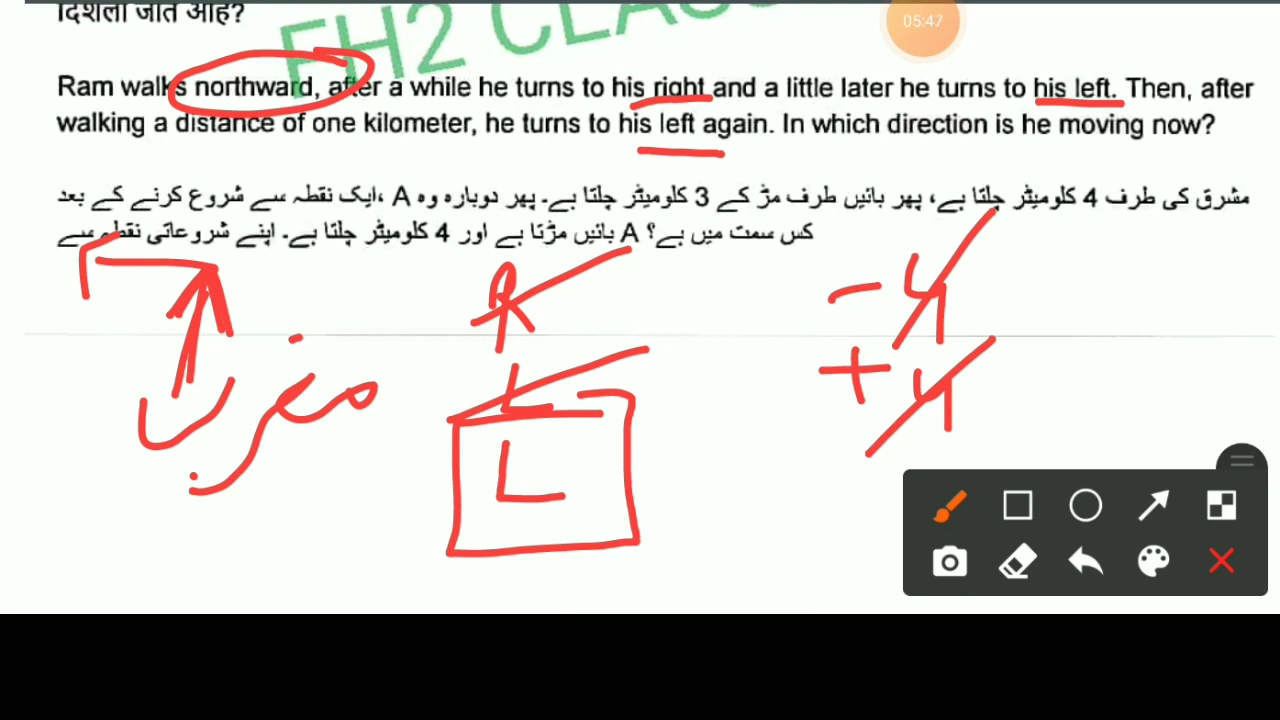 दिशेला जात आहे?
FH2 CLAS
05:47
Ram walks northward, after a while he turns to his right and a little later he turns to his left. Then, after
walking a distance of one kilometer, he turns to his left again. In which direction is he moving now?
مشرق کی طرف 4 کلومیٹر چلتا ہے، پھر بائیں طرف مڑ کے 3 کلومیٹر چلتا ہے۔ پھر دوبارہ وہ A ،ایک نقطہ سے شروع کرنے کے بعد
کس سمت میں ہے؟ A بائیں مڑتا ہے اور 4 کلومیٹر چلتا ہے۔ اپنے شروعاتی نقطہ سے
R
- 4
+ 4
L
L
مغرب